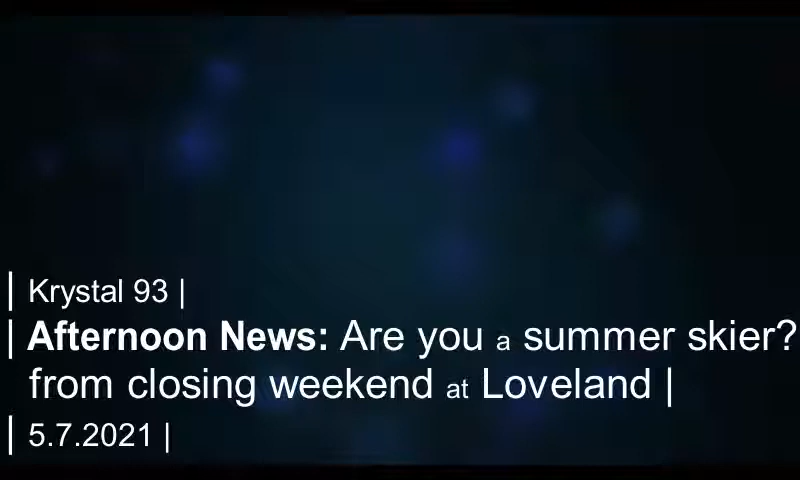 | Krystal 93 |
| Afternoon News: Are you a summer skier?
from closing weekend at Loveland |
| 5.7.2021 |